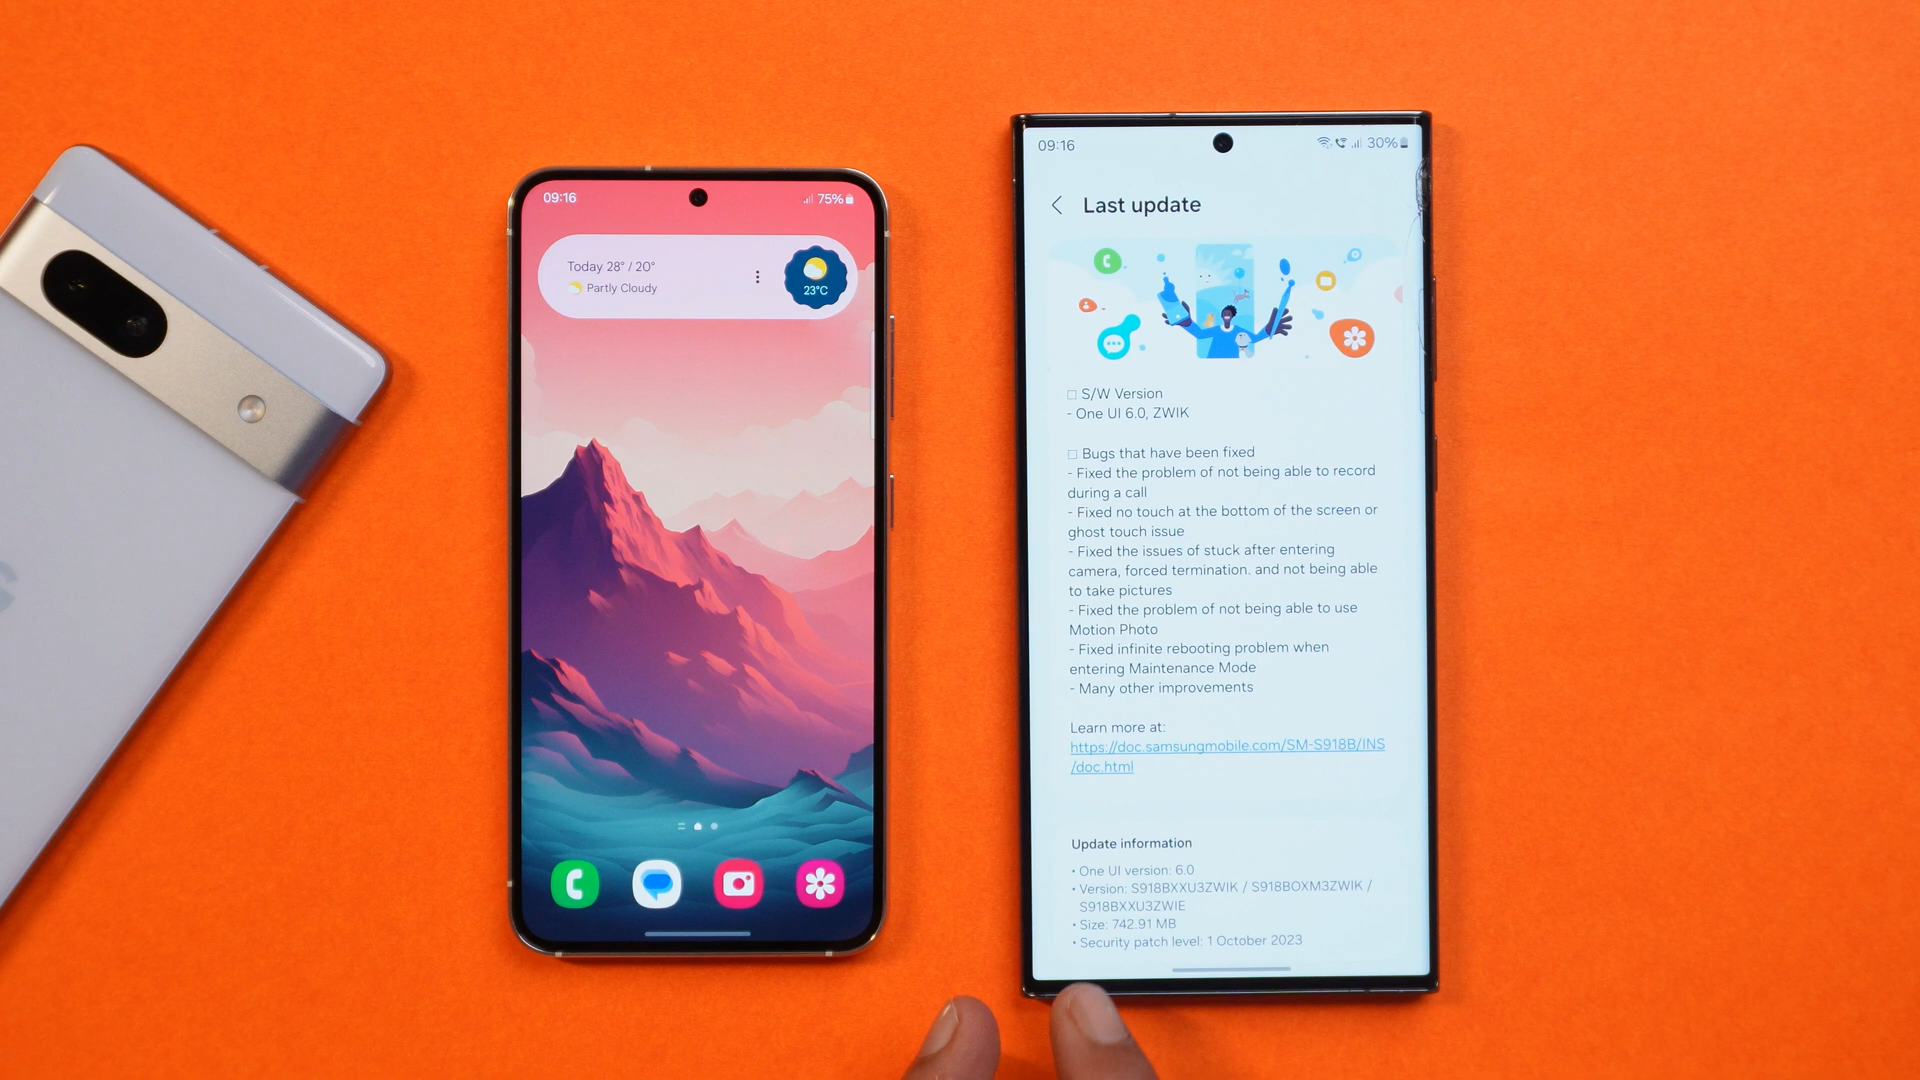 09:16
75%
Today 28° / 20°
Partly Cloudy
23°C
09:16
30%
Last update
□ S/W Version
- One UI 6.0, ZWIK
□ Bugs that have been fixed
- Fixed the problem of not being able to record
during a call
- Fixed no touch at the bottom of the screen or
ghost touch issue
- Fixed the issues of stuck after entering
camera, forced termination. and not being able
to take pictures
- Fixed the problem of not being able to use
Motion Photo
- Fixed infinite rebooting problem when
entering Maintenance Mode
- Many other improvements
Learn more at:
https://doc.samsungmobile.com/SM-S918B/INS
/doc.html
Update information
• One UI version: 6.0
• Version: S918BXXU3ZWIK / S918BOXM3ZWIK /
S918BXXU3ZWIE
• Size: 742.91 MB
• Security patch level: 1 October 2023